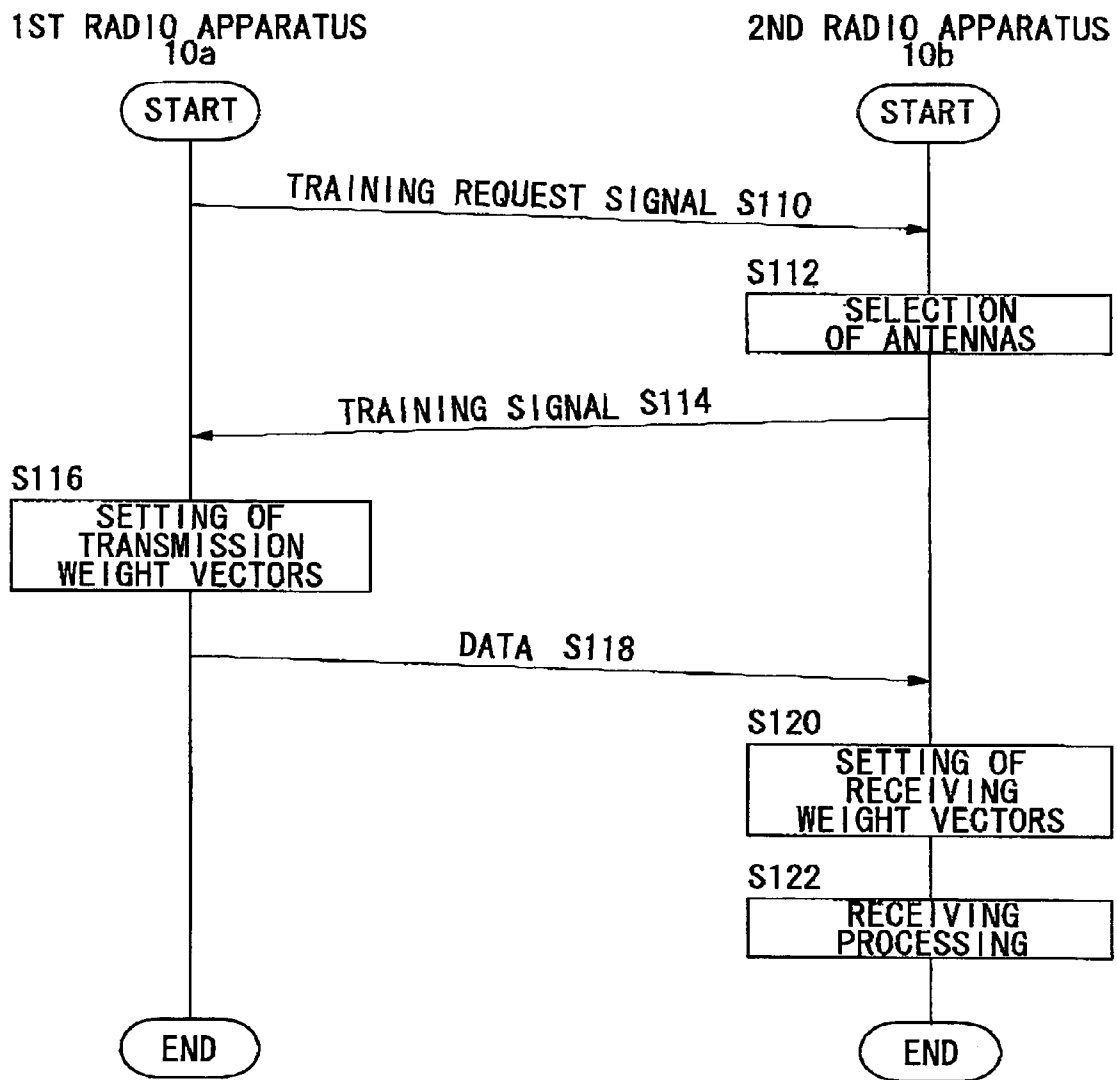 1ST RADIO APPARATUS
10a
2ND RADIO APPARATUS
10b
START
START
TRAINING REQUEST SIGNAL S110
S112
SELECTION
OF ANTENNAS
TRAINING SIGNAL S114
S116
SETTING OF
TRANSMISSION
WEIGHT VECTORS
DATA S118
S120
SETTING OF
RECEIVING
WEIGHT VECTORS
S122
RECEIVING
PROCESSING
END
END